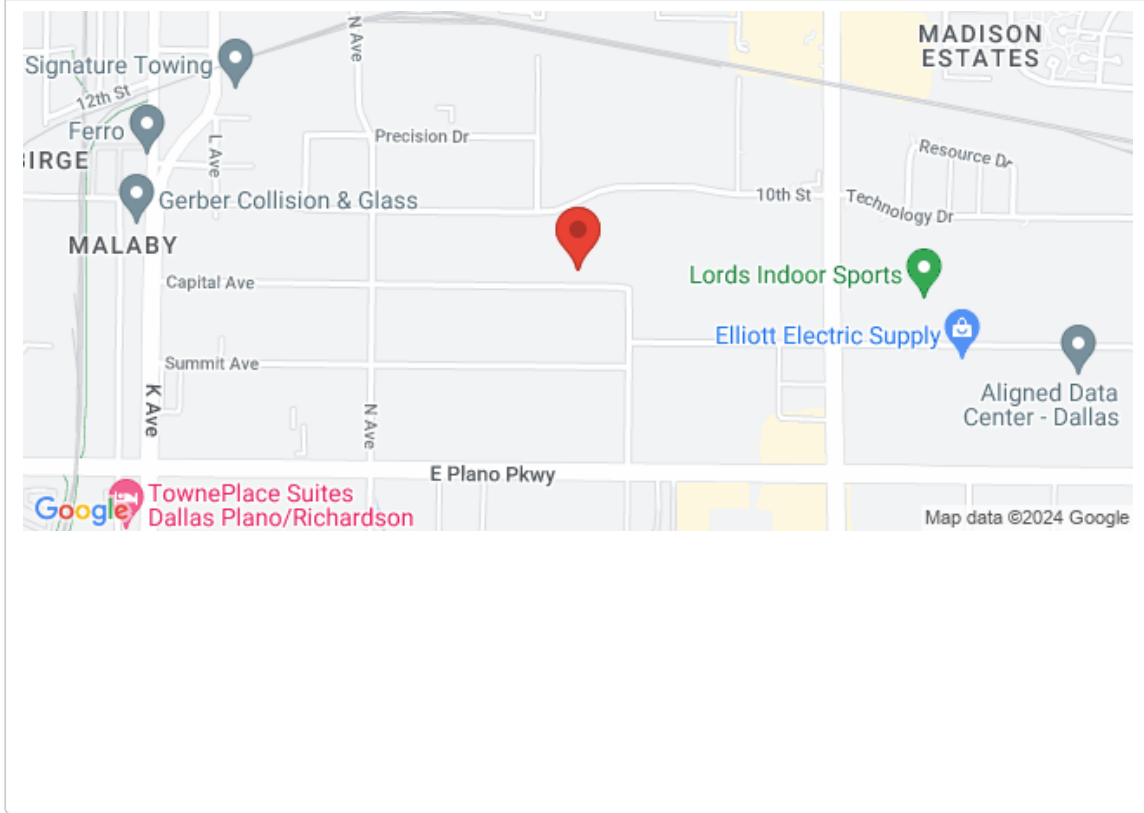 MADISON
ESTATES
N Ave
Signature Towing
12th St
Ferro
Precision Dr
L Ave
BIRGE
Resource Dr
Gerber Collision & Glass
10th St
Technology Dr
MALABY
Lords Indoor Sports
Capital Ave
Elliott Electric Supply
Summit Ave
Aligned Data
Center - Dallas
K Ave
N Ave
E Plano Pkwy
TownePlace Suites
Dallas Plano/Richardson
Google
Map data ©2024 Google